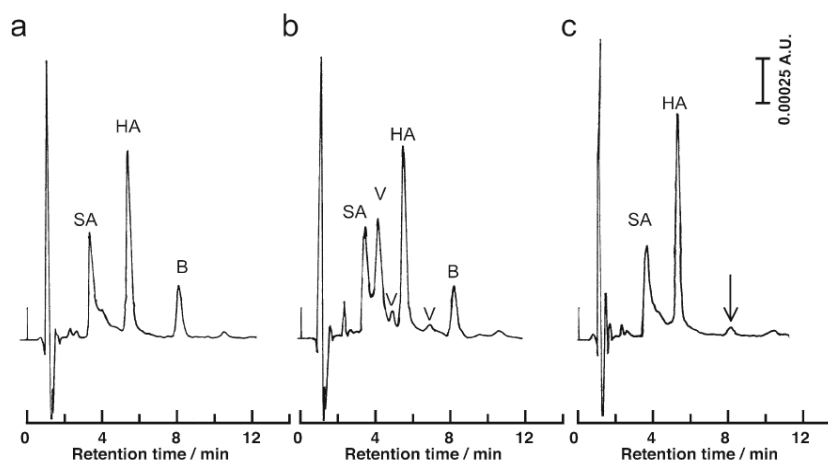 a
HA
SA
B
0 4 8 12
Retention time / min
b
HA
V
SA
V
V
B
0 4 8 12
Retention time / min
c
HA
SA
0.00025 A.U.
0 4 8 12
Retention time / min